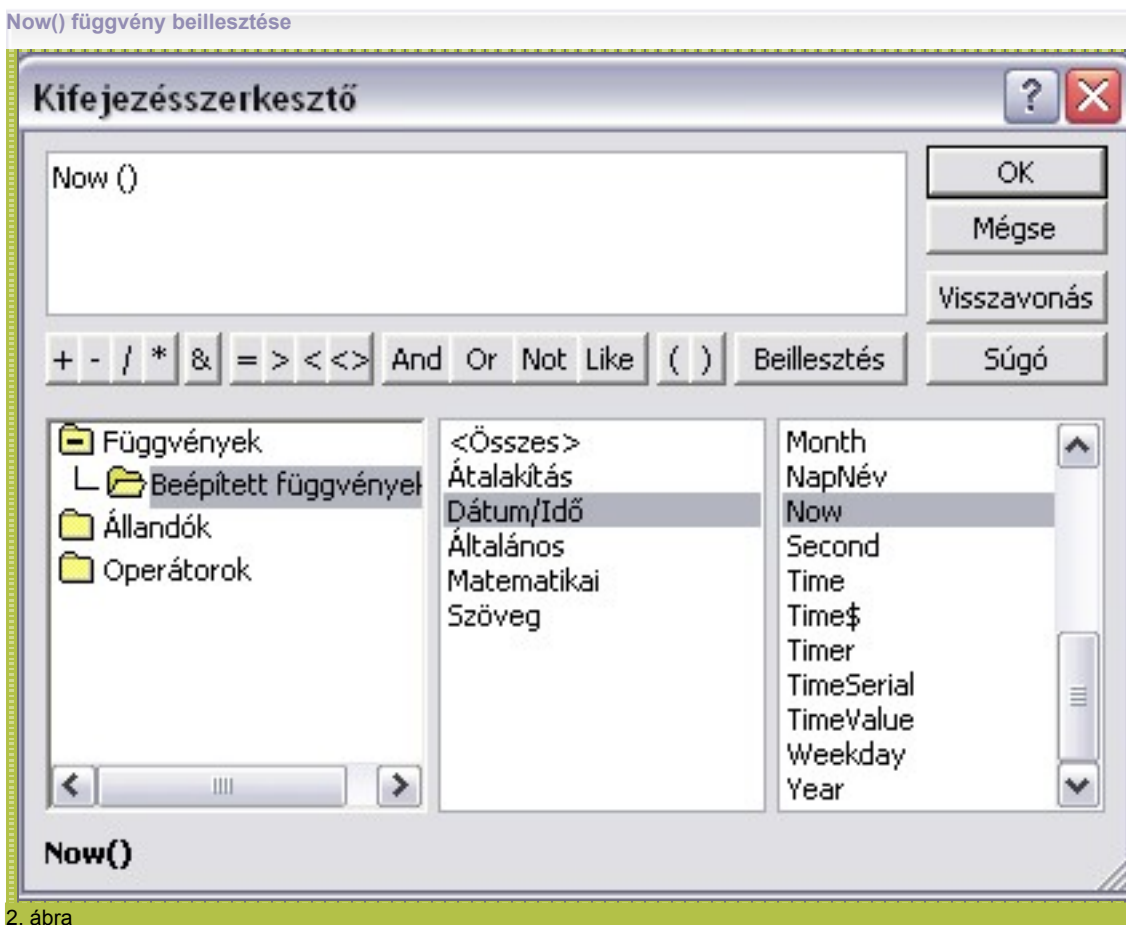 Now() függvény beillesztése
Kifejezésszerkesztő
Now ()
OK
Mégse
Visszavonás
+ - / * & = > < <> And Or Not Like ( ) Beillesztés Súgó
Függvények
Beépített függvények
Állandók
Operátorok
<Összes>
Átalakítás
Dátum/Idő
Általános
Matematikai
Szöveg
Month
NapNév
Now
Second
Time
Time$
Timer
TimeSerial
TimeValue
Weekday
Year
Now()
2. ábra